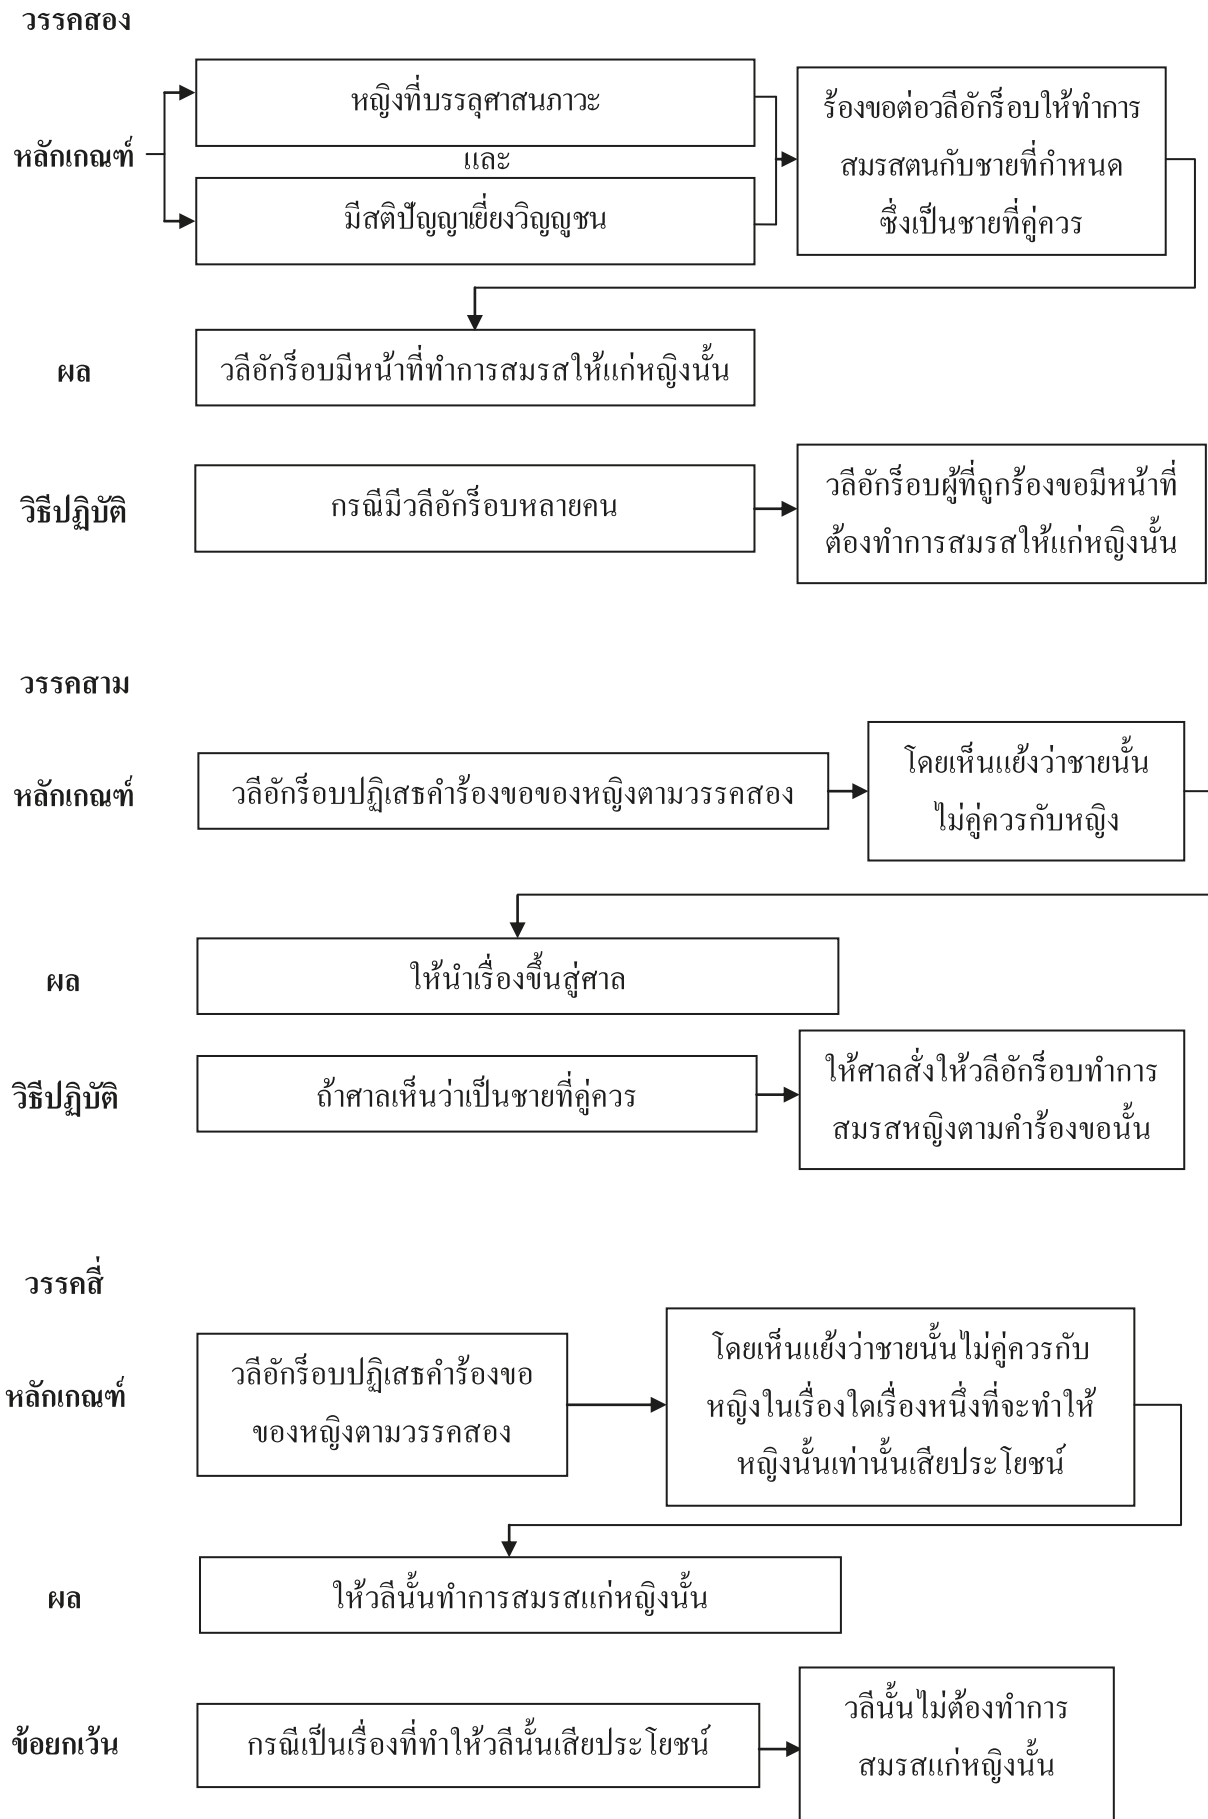 วรรคสอง
หลักเกณฑ์
หญิงที่บรรลุศาสนภาวะ
และ
มีสติปัญญาเยี่ยงวิญญูชน
ร้องขอต่อวลีอักร็อบให้ทำการ
สมรสตนกับชายที่กำหนด
ซึ่งเป็นชายที่คู่ควร
ผล
วลีอักร็อบมีหน้าที่ทำการสมรสให้แก่หญิงนั้น
วิธีปฏิบัติ
กรณีมีวลีอักร็อบหลายคน
วลีอักร็อบผู้ที่ถูกร้องขอมีหน้าที่
ต้องทำการสมรสให้แก่หญิงนั้น
วรรคสาม
หลักเกณฑ์
วลีอักร็อบปฏิเสธคำร้องขอของหญิงตามวรรคสอง
โดยเห็นแย้งว่าชายนั้น
ไม่คู่ควรกับหญิง
ผล
ให้นำเรื่องขึ้นสู่ศาล
วิธีปฏิบัติ
ถ้าศาลเห็นว่าเป็นชายที่คู่ควร
ให้ศาลสั่งให้วลีอักร็อบทำการ
สมรสหญิงตามคำร้องขอนั้น
วรรคสี่
หลักเกณฑ์
วลีอักร็อบปฏิเสธคำร้องขอ
ของหญิงตามวรรคสอง
โดยเห็นแย้งว่าชายนั้นไม่คู่ควรกับ
หญิงในเรื่องใดเรื่องหนึ่งที่จะทำให้
หญิงนั้นเท่านั้นเสียประโยชน์
ผล
ให้วลีนั้นทำการสมรสแก่หญิงนั้น
ข้อยกเว้น
กรณีเป็นเรื่องที่ทำให้วลีนั้นเสียประโยชน์
วลีนั้นไม่ต้องทำการ
สมรสแก่หญิงนั้น